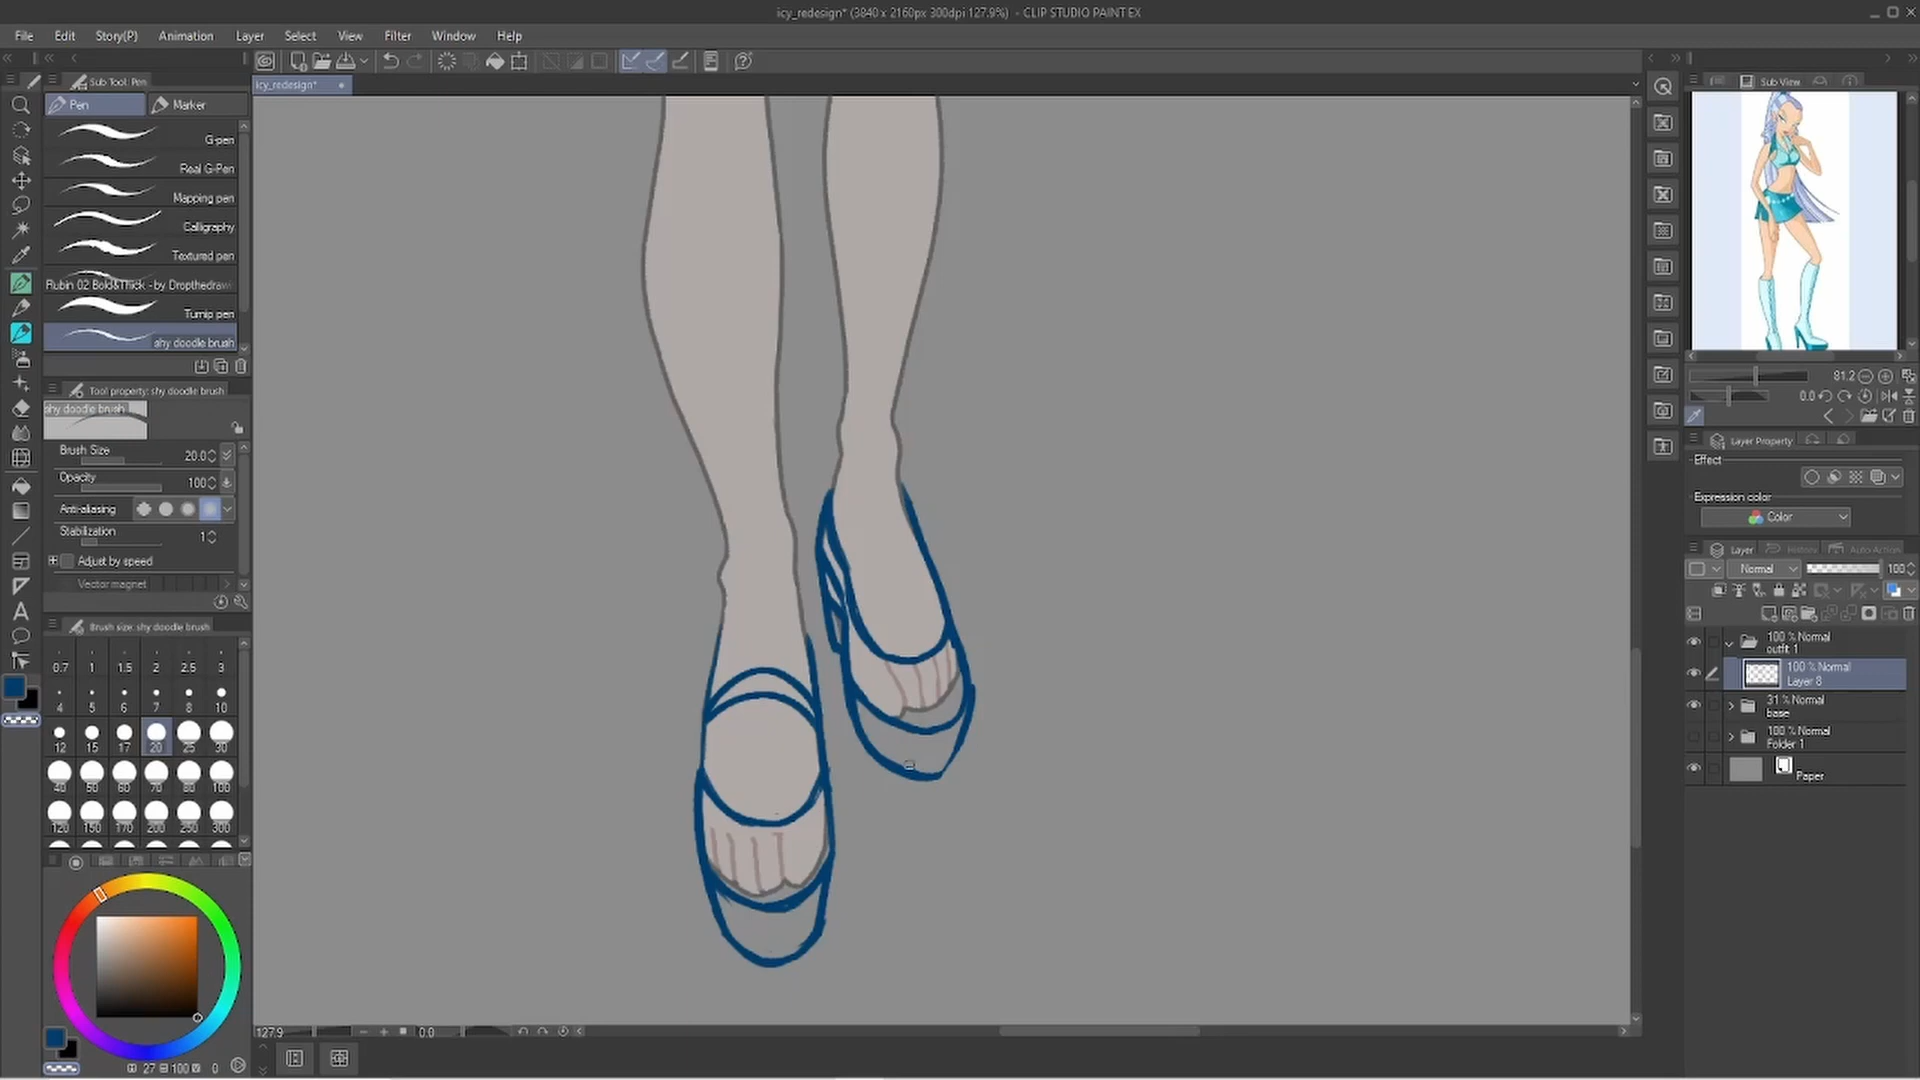 icy_redesign* (3840 x 2160px 300dpi 127.9%) - CLIP STUDIO PAINT EX
File Edit Story(P) Animation Layer Select View Filter Window Help
Sub Tool: Pen
icy_redesign*
Sub View
Pen Marker
G-pen
Real G-Pen
Mapping pen
Calligraphy
Textured pen
Rubin 02 Bold&Thick - by Dropthedraw
Turnip pen
shy doodle brush
Tool property: shy doodle brush
shy doodle brush
Brush Size 20.0
Opacity 100
Anti-aliasing
Stabilization 1
Adjust by speed
Vector magnet
Brush size: shy doodle brush
0.7 1 1.5 2 2.5 3
4 5 6 7 8 10
12 15 17 20 25 30
40 50 60 70 80 100
120 150 170 200 250 300
27 100 0
127.9 0.0
81.2
0.0
Layer Property
Effect
Expression color
Color
Layer History Auto Action
Normal 100
100 % Normal
outfit 1
100 % Normal
Layer 8
31 % Normal
base
100 % Normal
Folder 1
Paper